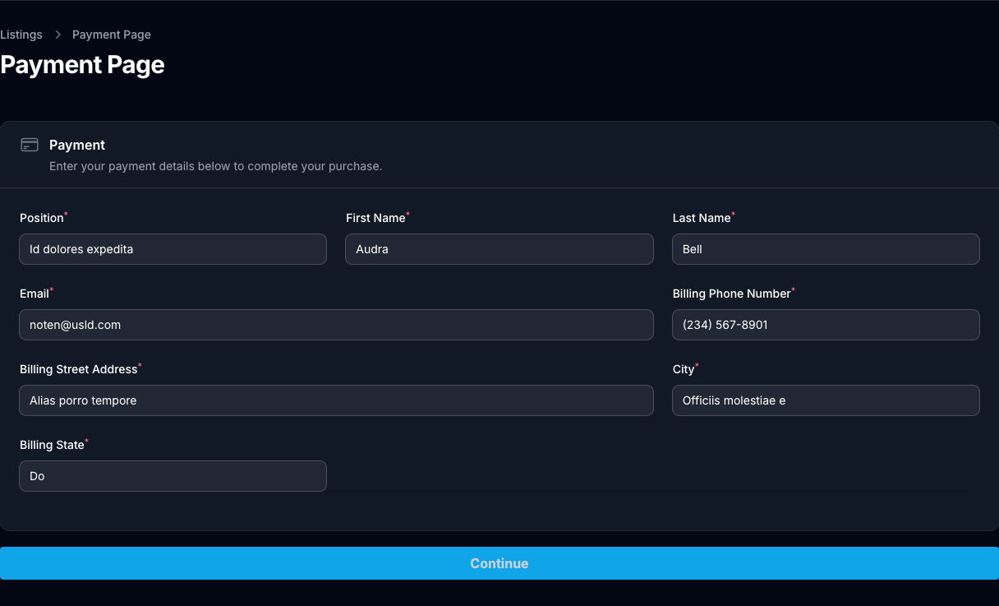 Listings > Payment Page
Payment Page
Payment
Enter your payment details below to complete your purchase.
Position* First Name* Last Name*
Id dolores expedita Audra Bell
Email* Billing Phone Number*
noten@usld.com (234) 567-8901
Billing Street Address* City*
Alias porro tempore Officiis molestiae e
Billing State*
Do
Continue